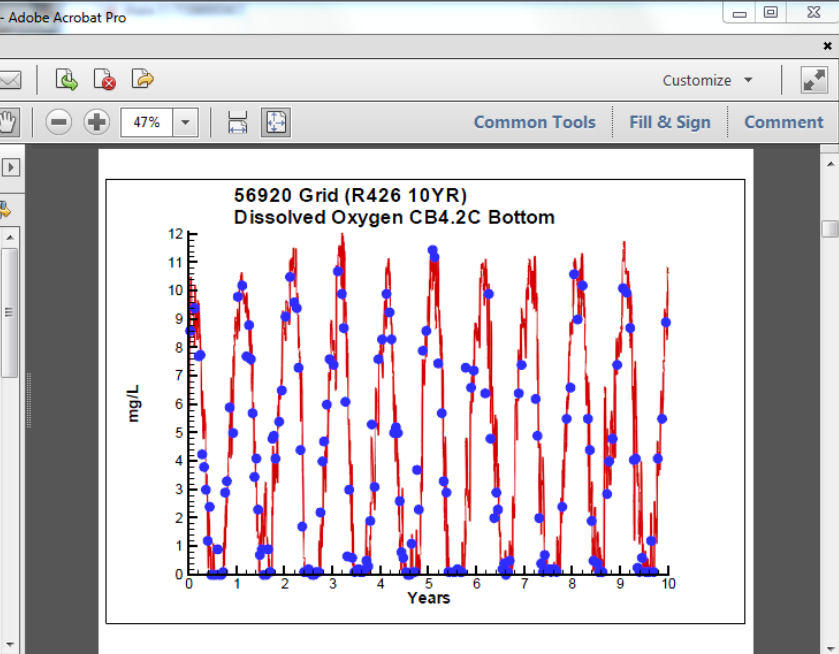 - Adobe Acrobat Pro
Customize
47%
Common Tools
Fill & Sign
Comment
56920 Grid (R426 10YR)
Dissolved Oxygen CB4.2C Bottom
12
11
10
9
8
7
6
5
4
3
2
1
0
mg/L
0 1 2 3 4 5 6 7 8 9 10
Years